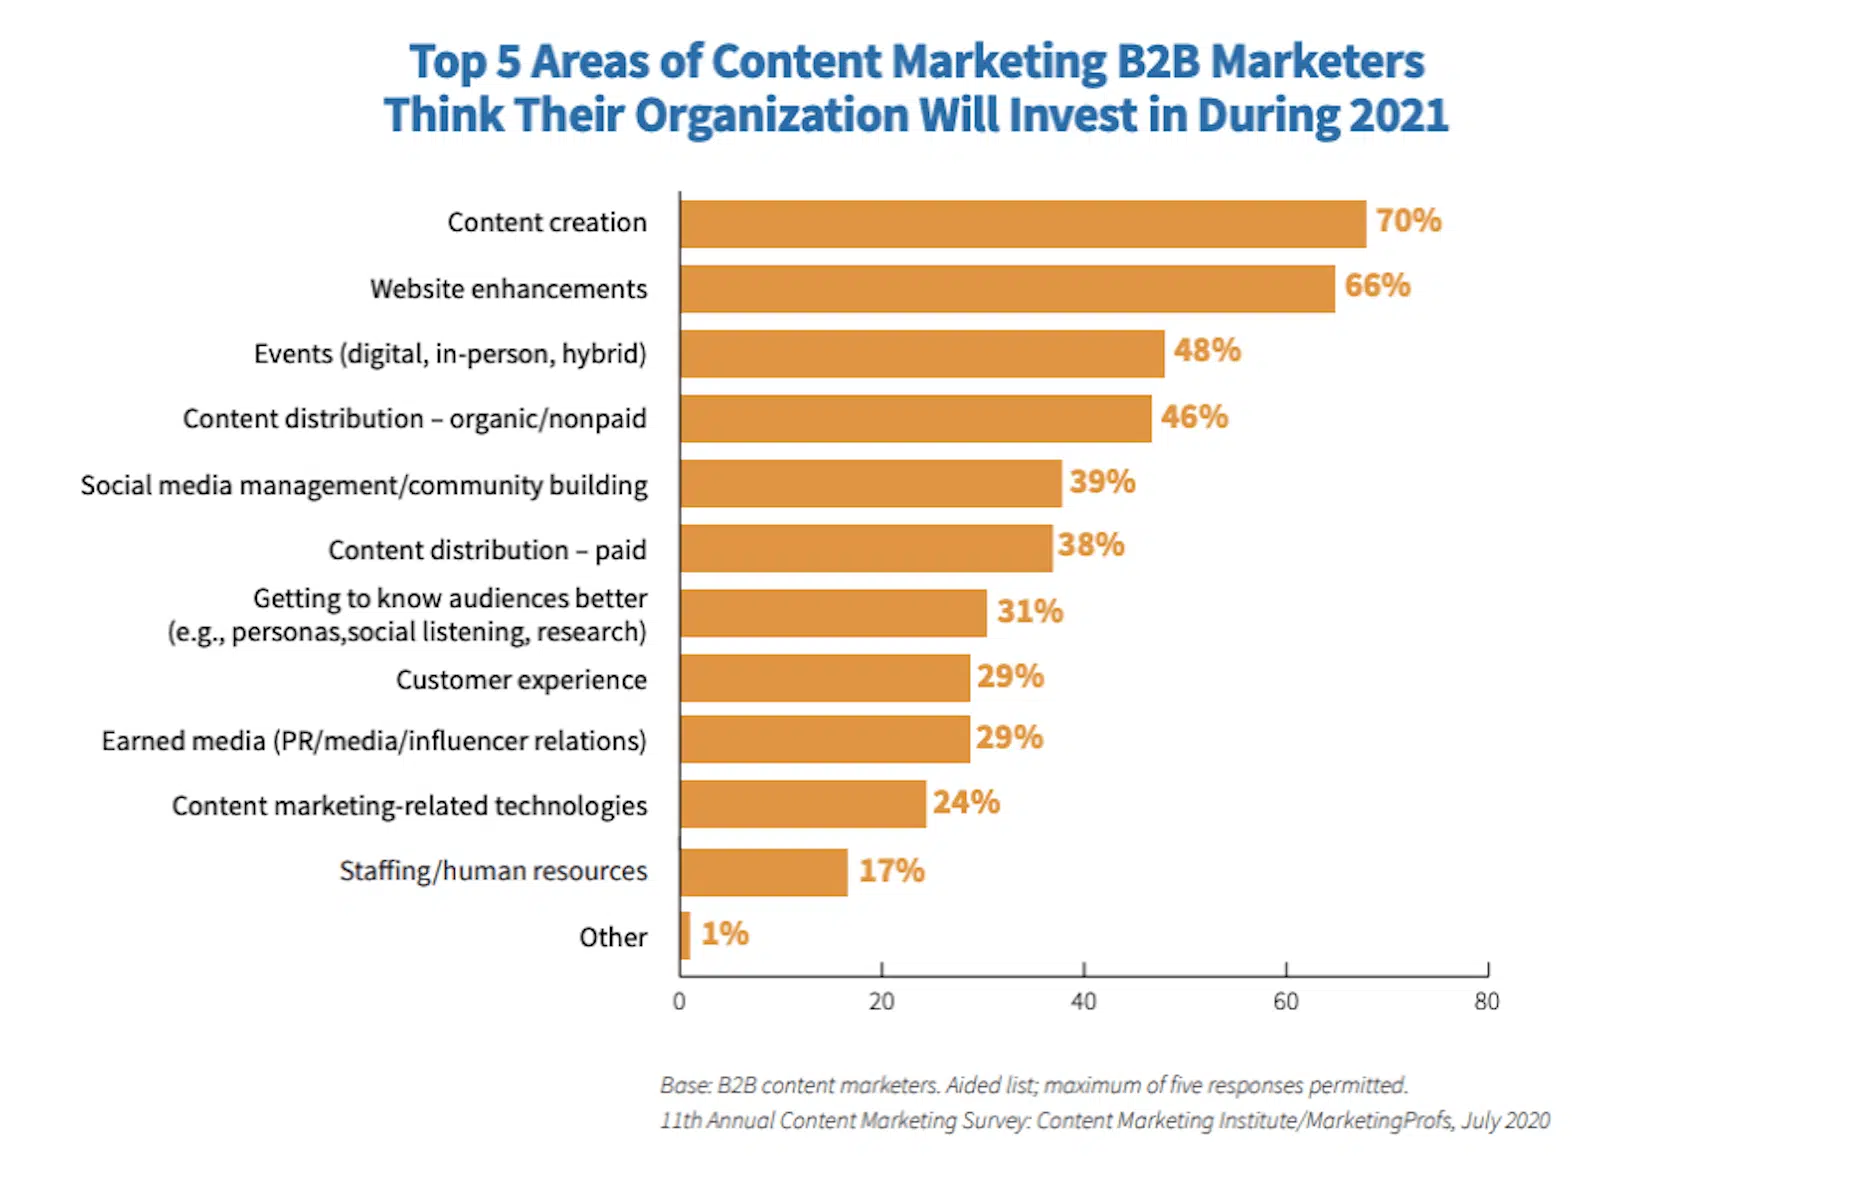 Top 5 Areas of Content Marketing B2B Marketers
Think Their Organization Will Invest in During 2021
Content creation 70%
Website enhancements 66%
Events (digital, in-person, hybrid) 48%
Content distribution – organic/nonpaid 46%
Social media management/community building 39%
Content distribution – paid 38%
Getting to know audiences better
(e.g., personas,social listening, research) 31%
Customer experience 29%
Earned media (PR/media/influencer relations) 29%
Content marketing-related technologies 24%
Staffing/human resources 17%
Other 1%
0 20 40 60 80
Base: B2B content marketers. Aided list; maximum of five responses permitted.
11th Annual Content Marketing Survey: Content Marketing Institute/MarketingProfs, July 2020